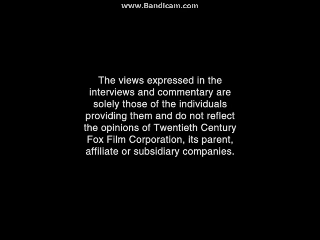 www.Bandicam.com
The views expressed in the
interviews and commentary are
solely those of the individuals
providing them and do not reflect
the opinions of Twentieth Century
Fox Film Corporation, its parent,
affiliate or subsidiary companies.